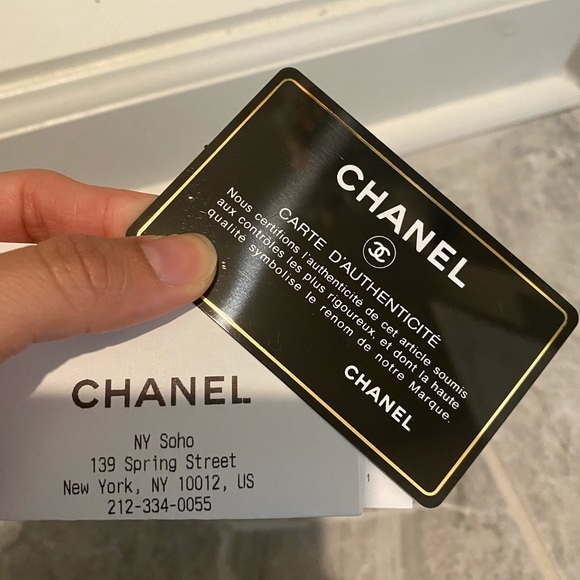 CHANEL
CARTE D'AUTHENTICITÉ
Nous certifions l'authenticité de cet article soumis
aux contrôles les plus rigoureux, et dont la haute
qualité symbolise le renom de notre Marque.
CHANEL
CHANEL
NY Soho
139 Spring Street
New York, NY 10012, US
212-334-0055